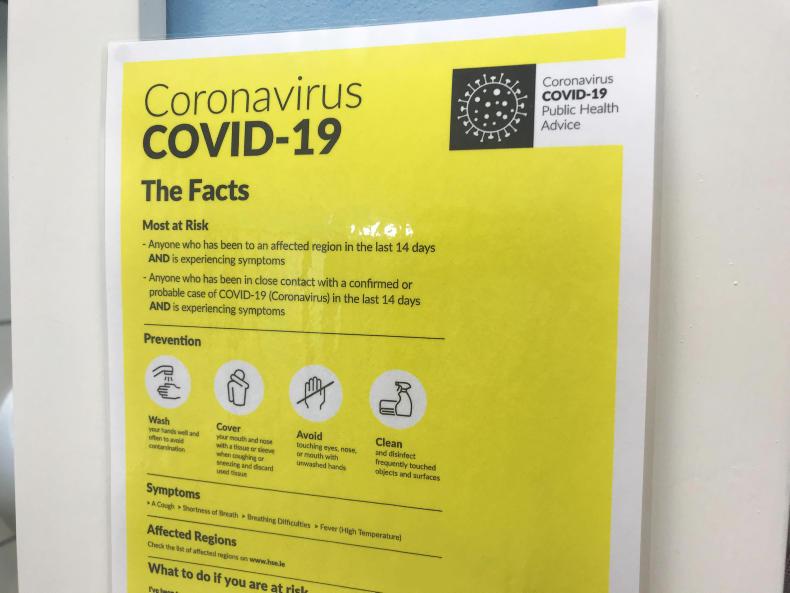 Coronavirus
COVID-19
Coronavirus
COVID-19
Public Health
Advice
The Facts
Most at Risk
- Anyone who has been to an affected region in the last 14 days
AND is experiencing symptoms
- Anyone who has been in close contact with a confirmed or
probable case of COVID-19 (Coronavirus) in the last 14 days
AND is experiencing symptoms
Prevention
Wash
your hands well and
often to avoid
contamination
Cover
your mouth and nose
with a tissue or sleeve
when coughing or
sneezing and discard
used tissue
Avoid
touching eyes, nose,
or mouth with
unwashed hands
Clean
and disinfect
frequently touched
objects and surfaces
Symptoms
> A Cough > Shortness of Breath > Breathing Difficulties > Fever (High Temperature)
Affected Regions
Check the list of affected regions on www.hse.ie
What to do if you are at risk